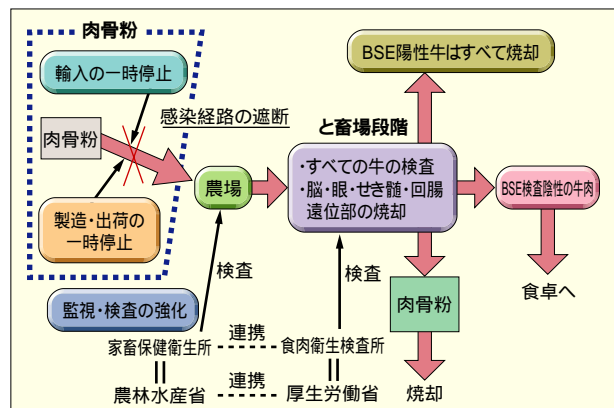 肉骨粉
輸入の一時停止
肉骨粉
製造・出荷の
一時停止
感染経路の遮断
農場
と畜場段階
・すべての牛の検査
・脳・眼・せき髄・回腸
遠位部の焼却
BSE陽性牛はすべて焼却
BSE検査陰性の牛肉
食卓へ
肉骨粉
焼却
監視・検査の強化
検査
検査
家畜保健衛生所
連携
食肉衛生検査所
農林水産省
連携
厚生労働省